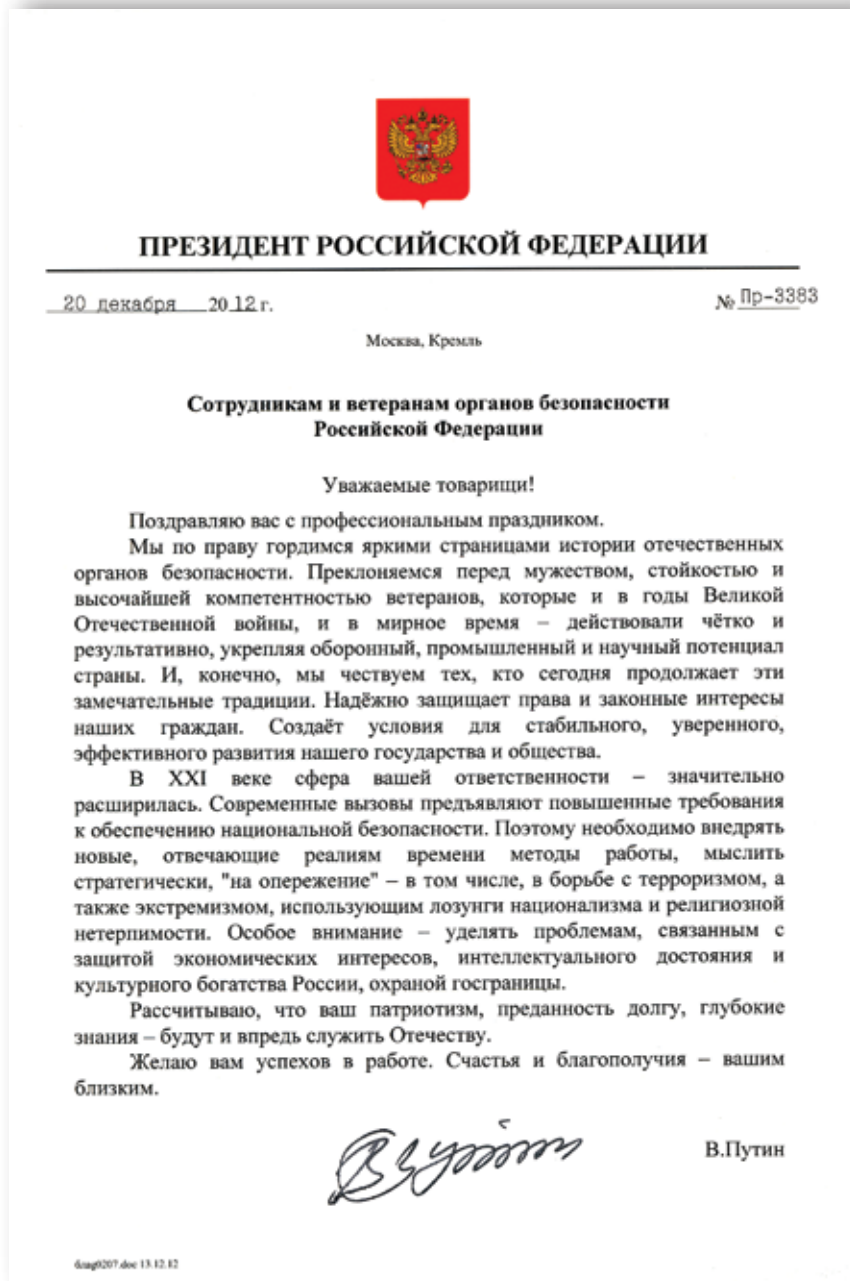 ПРЕЗИДЕНТ РОССИЙСКОЙ ФЕДЕРАЦИИ
20 декабря 2012 г. № Пр-3383
Москва, Кремль
Сотрудникам и ветеранам органов безопасности
Российской Федерации
Уважаемые товарищи!
Поздравляю вас с профессиональным праздником.
Мы по праву гордимся яркими страницами истории отечественных
органов безопасности. Преклоняемся перед мужеством, стойкостью и
высочайшей компетентностью ветеранов, которые и в годы Великой
Отечественной войны, и в мирное время – действовали чётко и
результативно, укрепляя оборонный, промышленный и научный потенциал
страны. И, конечно, мы чествуем тех, кто сегодня продолжает эти
замечательные традиции. Надёжно защищает права и законные интересы
наших граждан. Создаёт условия для стабильного, уверенного,
эффективного развития нашего государства и общества.
В XXI веке сфера вашей ответственности – значительно
расширилась. Современные вызовы предъявляют повышенные требования
к обеспечению национальной безопасности. Поэтому необходимо внедрять
новые, отвечающие реалиям времени методы работы, мыслить
стратегически, "на опережение" – в том числе, в борьбе с терроризмом, а
также экстремизмом, использующим лозунги национализма и религиозной
нетерпимости. Особое внимание – уделять проблемам, связанным с
защитой экономических интересов, интеллектуального достояния и
культурного богатства России, охраной госграницы.
Рассчитываю, что ваш патриотизм, преданность долгу, глубокие
знания – будут и впредь служить Отечеству.
Желаю вам успехов в работе. Счастья и благополучия – вашим
близким.
В.Путин
блag0207.doc 13.12.12